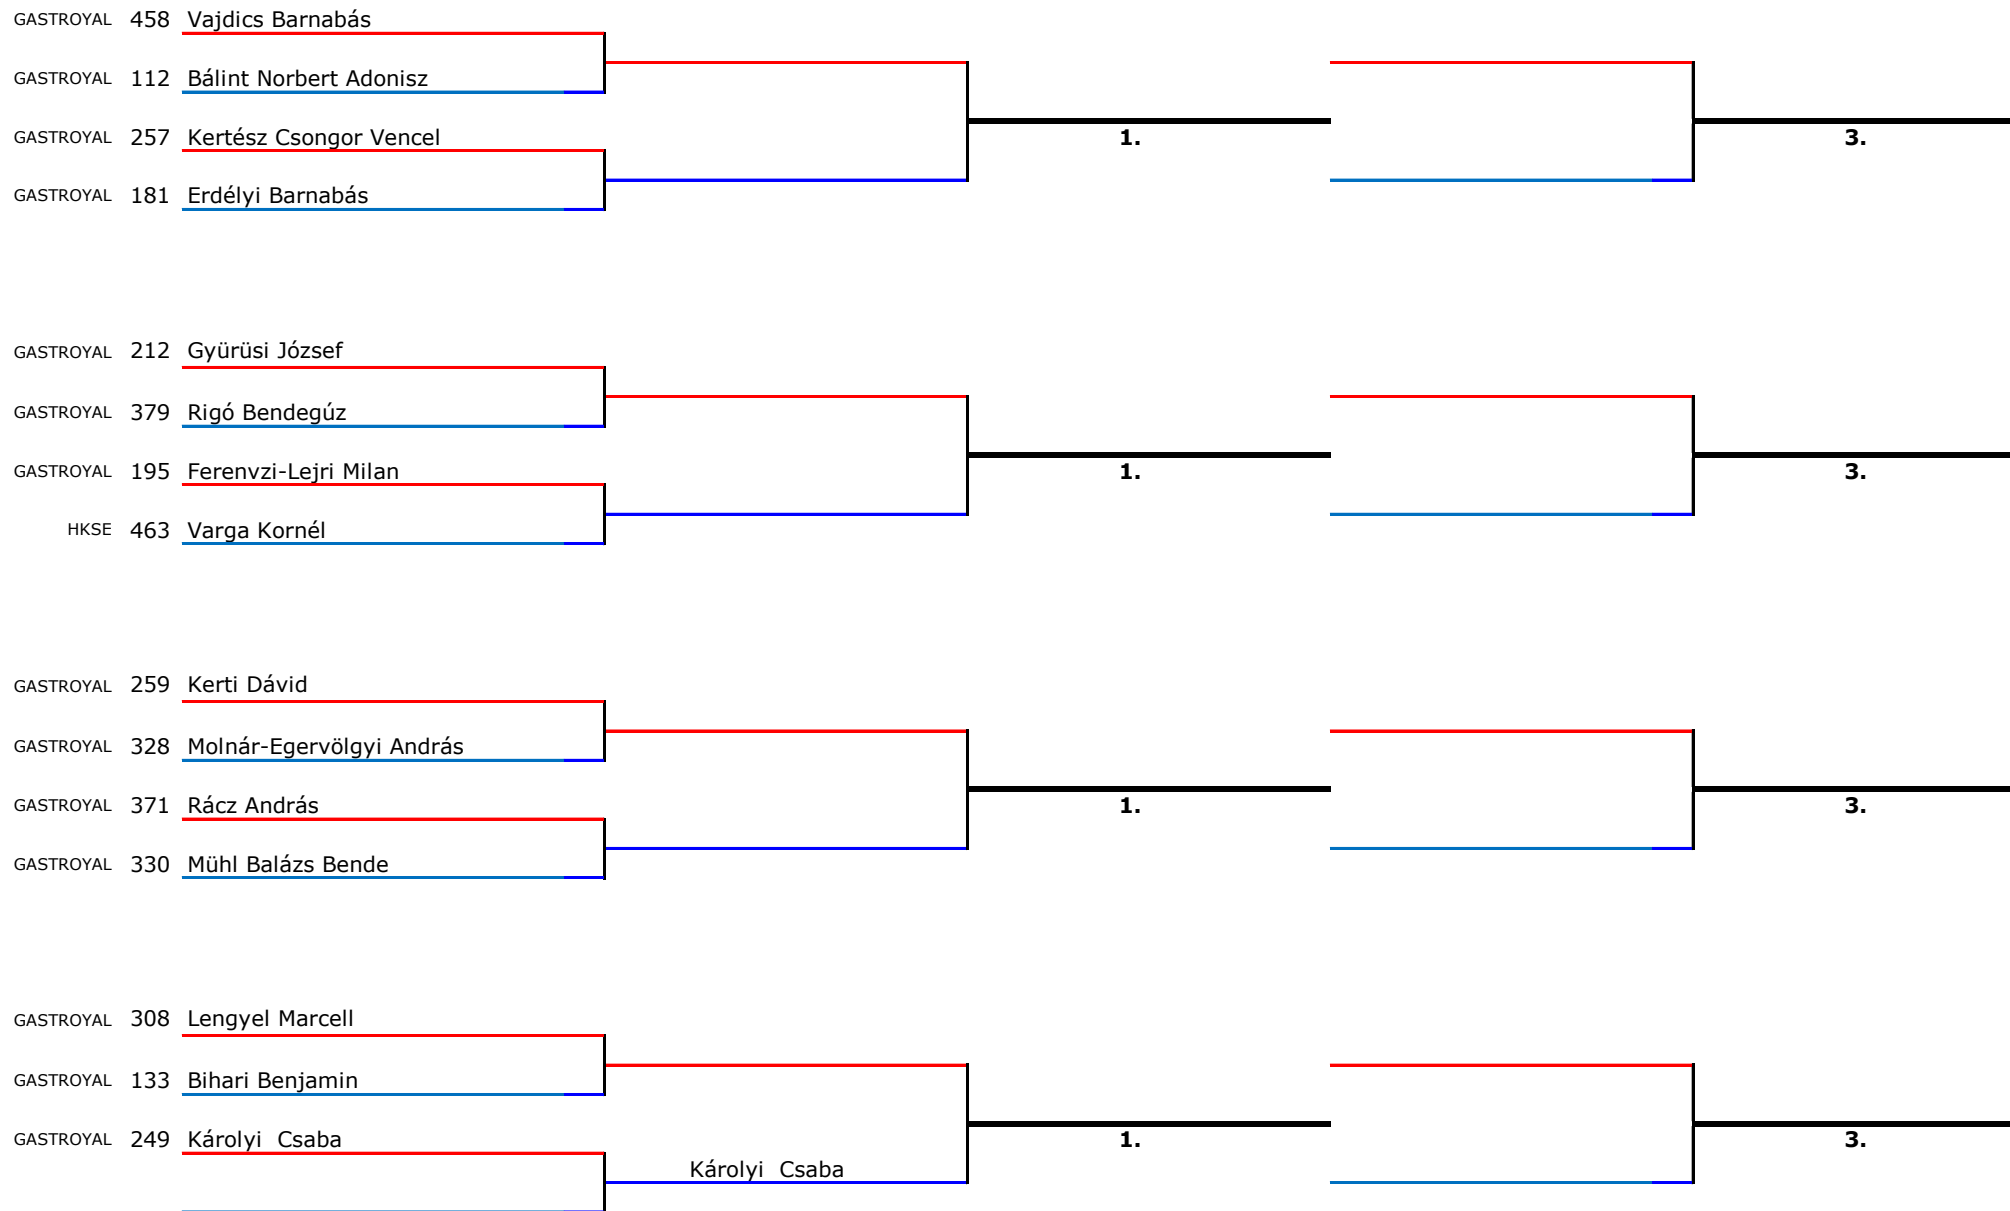 GASTROYAL 458 Vajdics Barnabás
GASTROYAL 112 Bálint Norbert Adonisz
1. 3.
GASTROYAL 257 Kertész Csongor Vencel
GASTROYAL 181 Erdélyi Barnabás
GASTROYAL 212 Gyürüsi József
GASTROYAL 379 Rigó Bendegúz
GASTROYAL 195 Ferenvzi-Lejri Milan
1. 3.
HKSE 463 Varga Kornél
GASTROYAL 259 Kerti Dávid
GASTROYAL 328 Molnár-Egervölgyi András
GASTROYAL 371 Rácz András
1. 3.
GASTROYAL 330 Mühl Balázs Bende
GASTROYAL 308 Lengyel Marcell
GASTROYAL 133 Bihari Benjamin
GASTROYAL 249 Károlyi  Csaba
1. 3.
Károlyi  Csaba